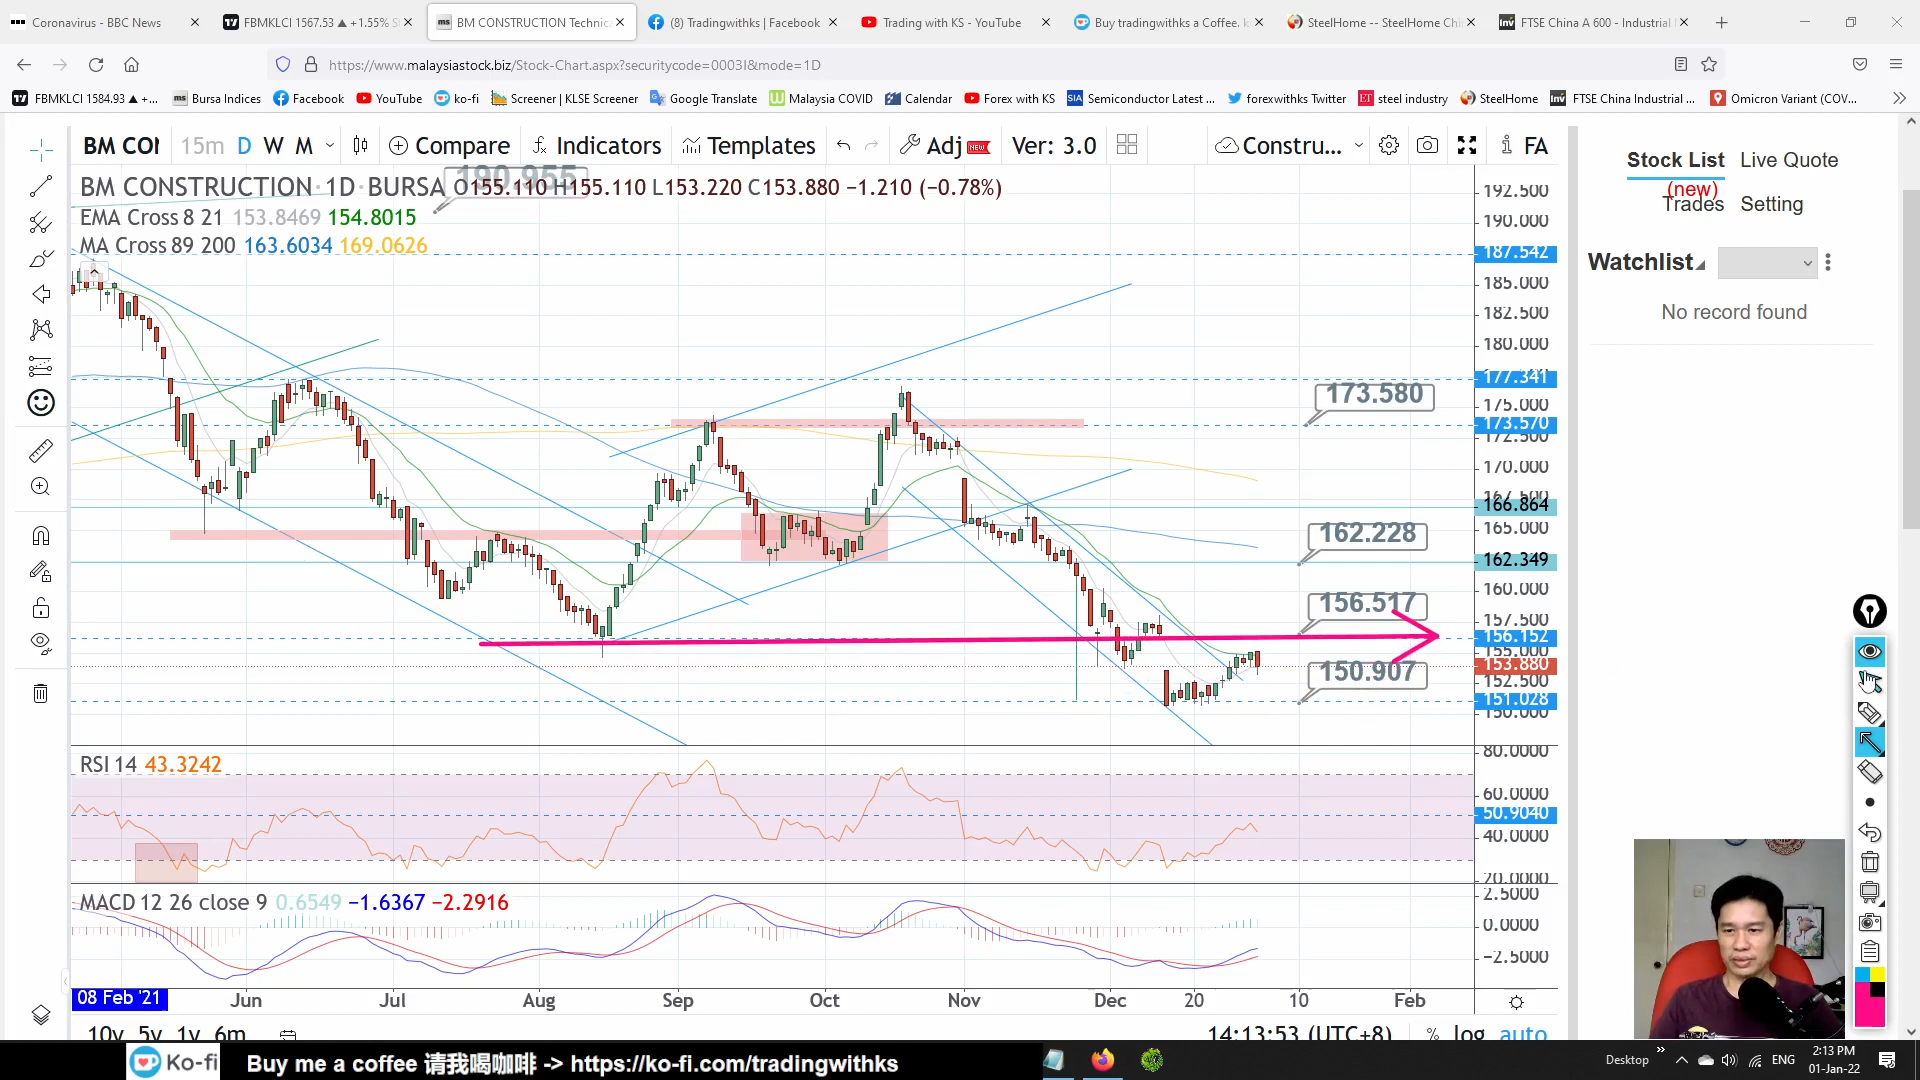 Coronavirus - BBC News
FBMKLCI 1567.53 ▲ +1.55%
BM CONSTRUCTION Technic
(8) Tradingwithks | Facebook
Trading with KS - YouTube
Buy tradingwithks a Coffee.
SteelHome -- SteelHome Chi
FTSE China A 600 - Industrial
https://www.malaysiastock.biz/Stock-Chart.aspx?securitycode=0003I&mode=1D
FBMKLCI 1584.93 ▲ +...
Bursa Indices
Facebook
YouTube
ko-fi
Screener | KLSE Screener
Google Translate
Malaysia COVID
Calendar
Forex with KS
Semiconductor Latest ...
forexwithks Twitter
steel industry
SteelHome
FTSE China Industrial ...
Omicron Variant (COV...
BM CON 15m D W M Compare Indicators Templates Adj NEW Ver: 3.0 Constru... FA
BM CONSTRUCTION · 1D · BURSA O155.110 H155.110 L153.220 C153.880 −1.210 (−0.78%)
190.955
EMA Cross 8 21 153.8469 154.8015
MA Cross 89 200 163.6034 169.0626
192.500
190.000
187.542
185.000
182.500
180.000
177.341
175.000
173.580
173.570
172.500
170.000
167.500
166.864
165.000
162.228
162.349
160.000
156.517
157.500
156.152
155.000
153.880
150.907
152.500
151.028
150.000
RSI 14 43.3242
80.0000
60.0000
50.9040
40.0000
20.0000
MACD 12 26 close 9 0.6549 −1.6367 −2.2916
2.5000
0.0000
−2.5000
08 Feb '21 Jun Jul Aug Sep Oct Nov Dec 20 10 Feb
10y 5y 1y 6m 14:13:53 (UTC+8) % log auto
Stock List Live Quote
(new)
Trades Setting
Watchlist
No record found
Ko-fi Buy me a coffee 请我喝咖啡 -> https://ko-fi.com/tradingwithks
Desktop ENG
2:13 PM
01-Jan-22